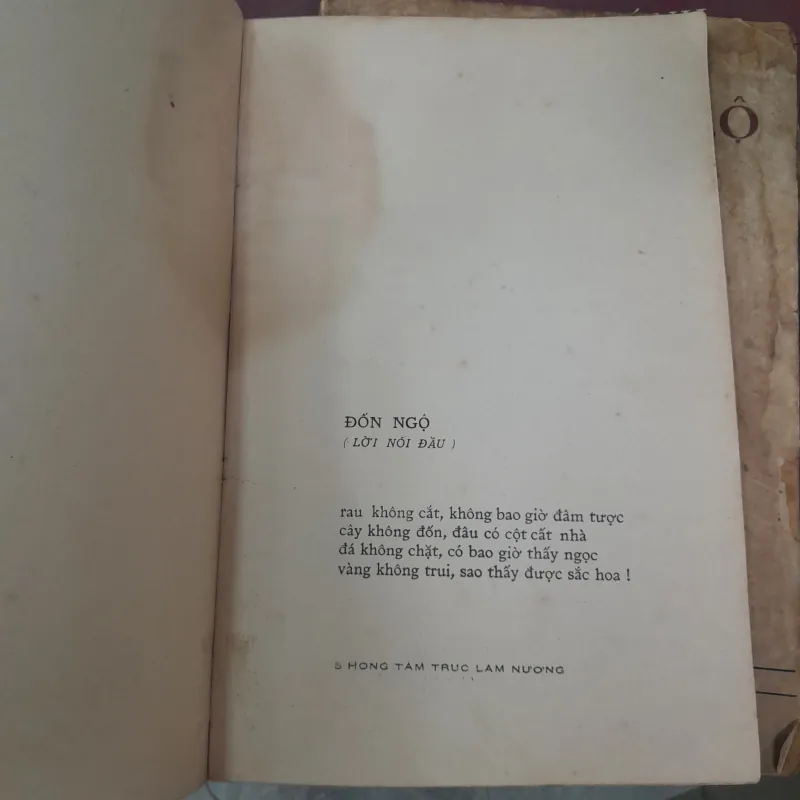 ĐỐN NGỘ
( LỜI NÓI ĐẦU )
rau không cắt, không bao giờ đâm tược
cây không đốn, đâu có cột cất nhà
đá không chặt, có bao giờ thấy ngọc
vàng không trui, sao thấy được sắc hoa !
5 HONG TÂM TRUC LAM NƯƠNG
Ộ